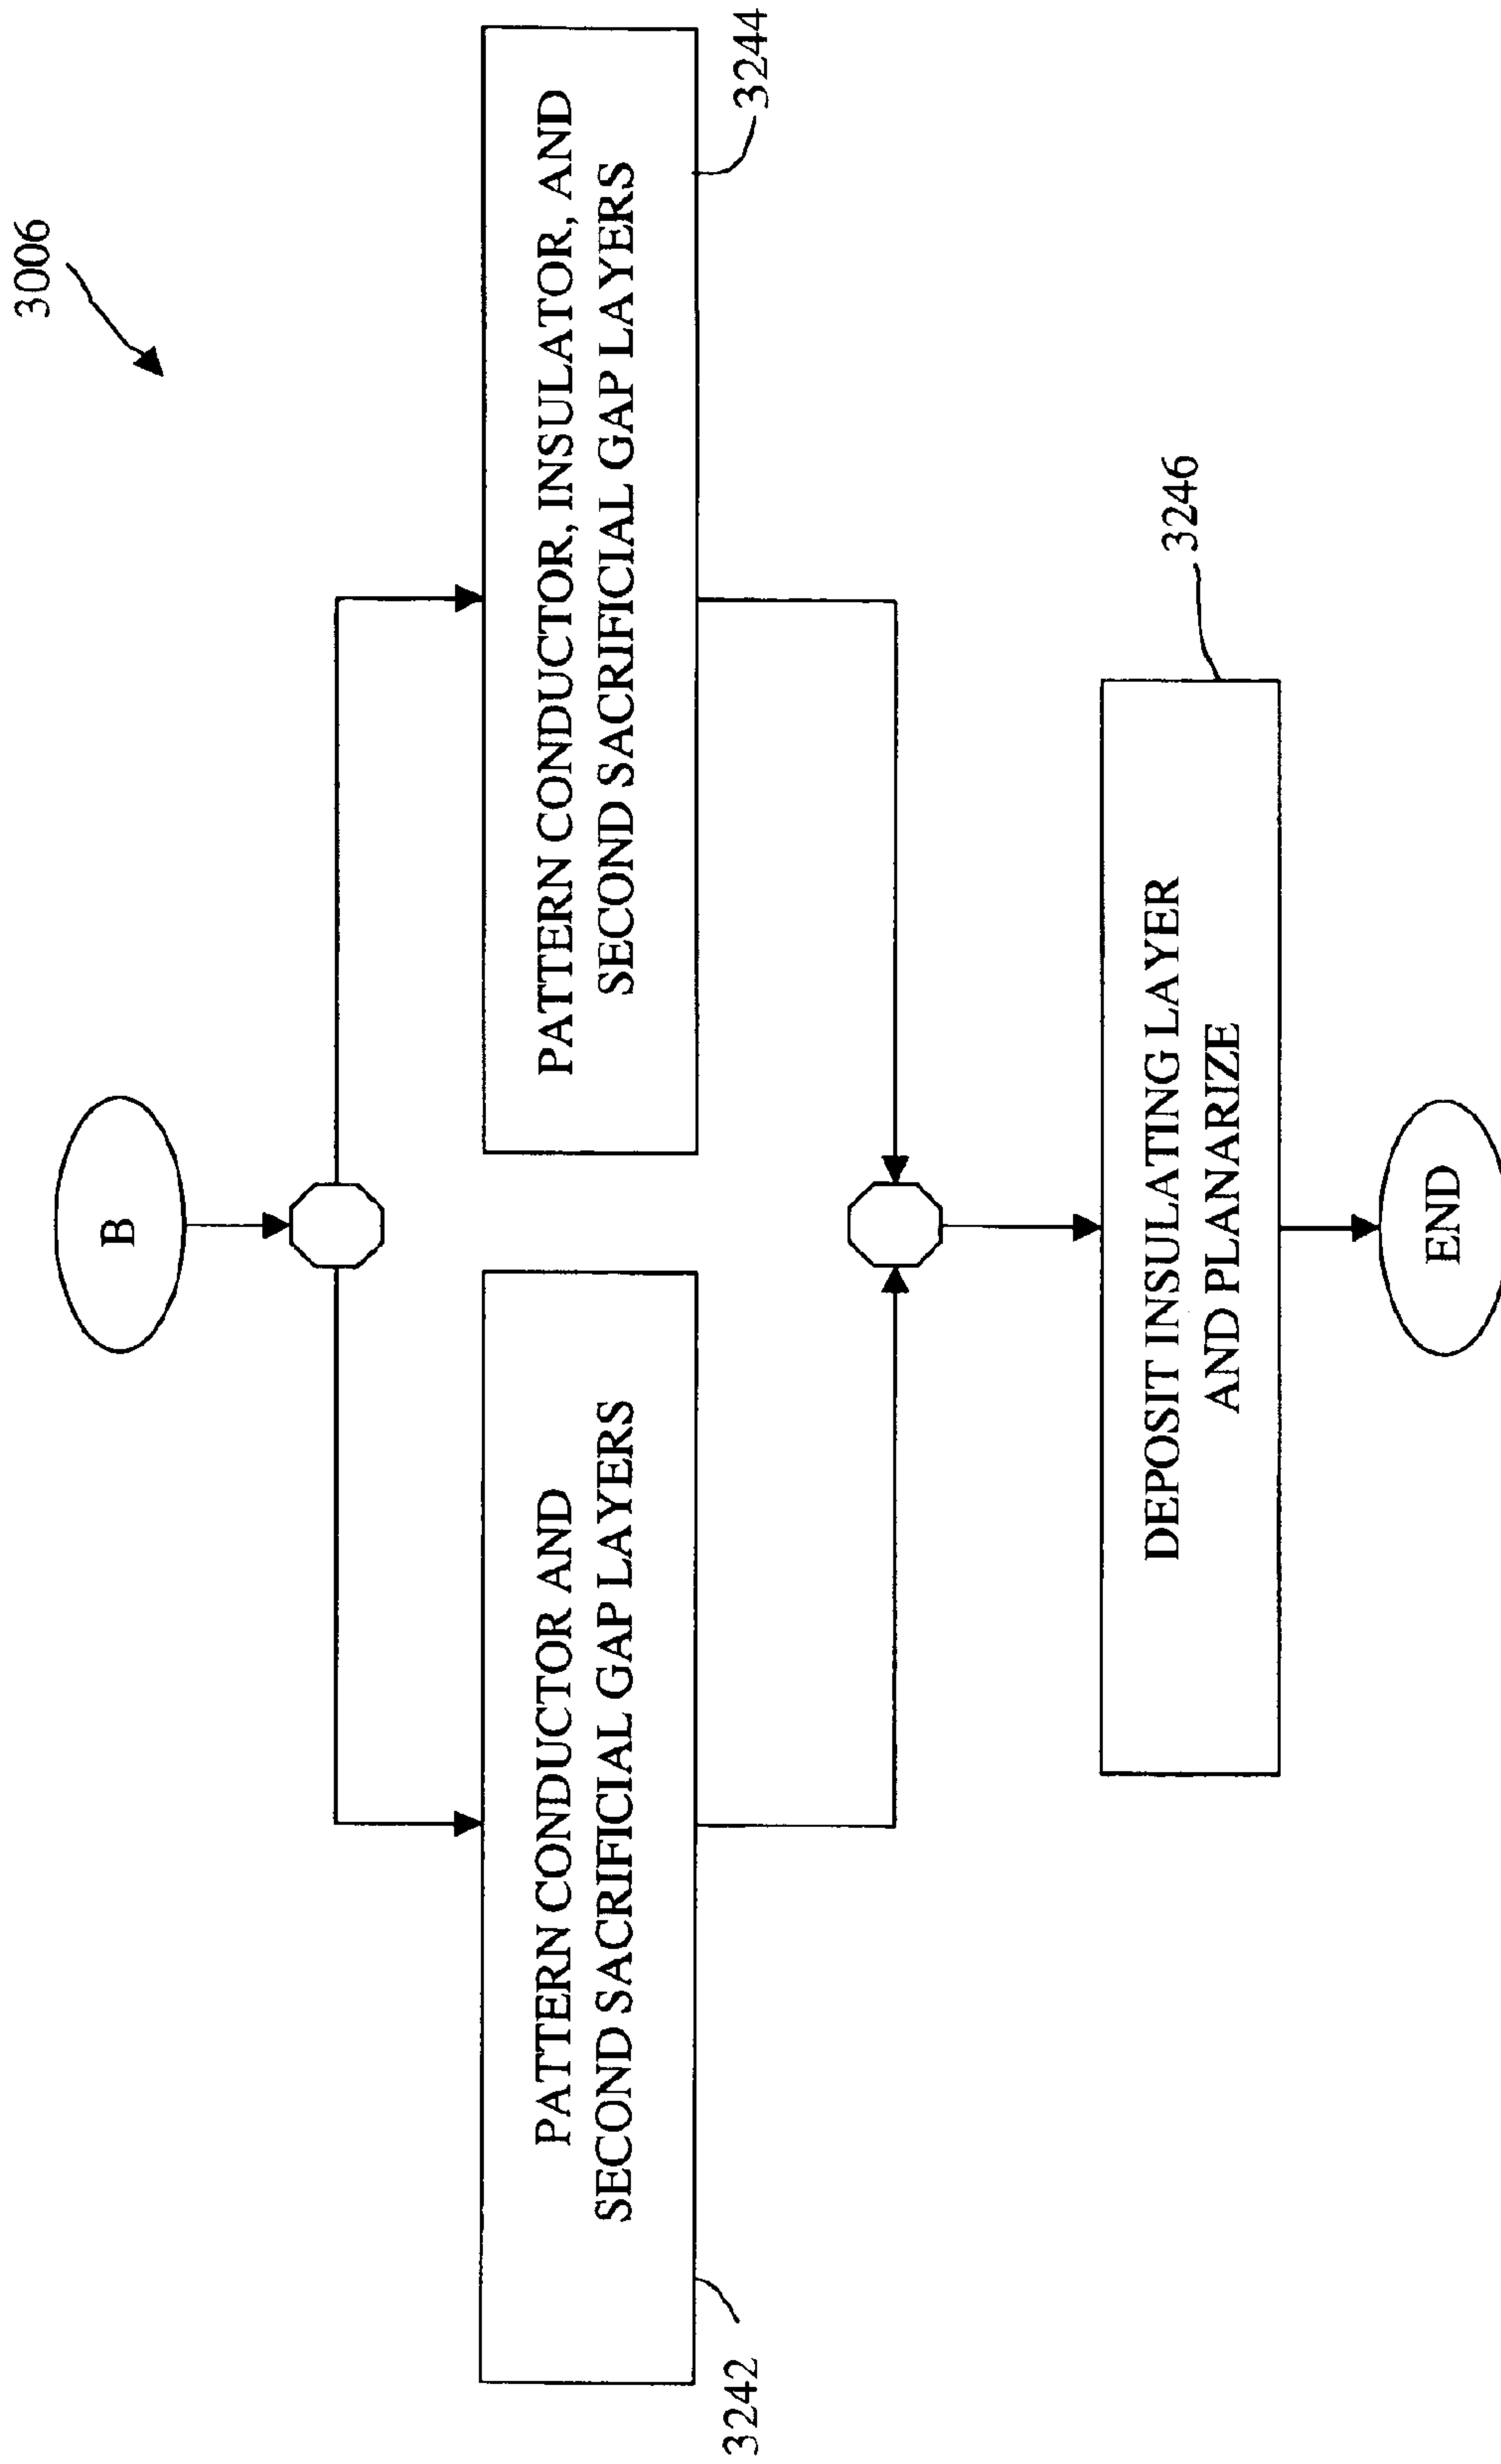 3006
B
PATTERN CONDUCTOR AND
SECOND SACRIFICIAL GAP LAYERS
3242
PATTERN CONDUCTOR, INSULATOR, AND
SECOND SACRIFICIAL GAP LAYERS
3244
DEPOSIT INSULATING LAYER
AND PLANARIZE
3246
END